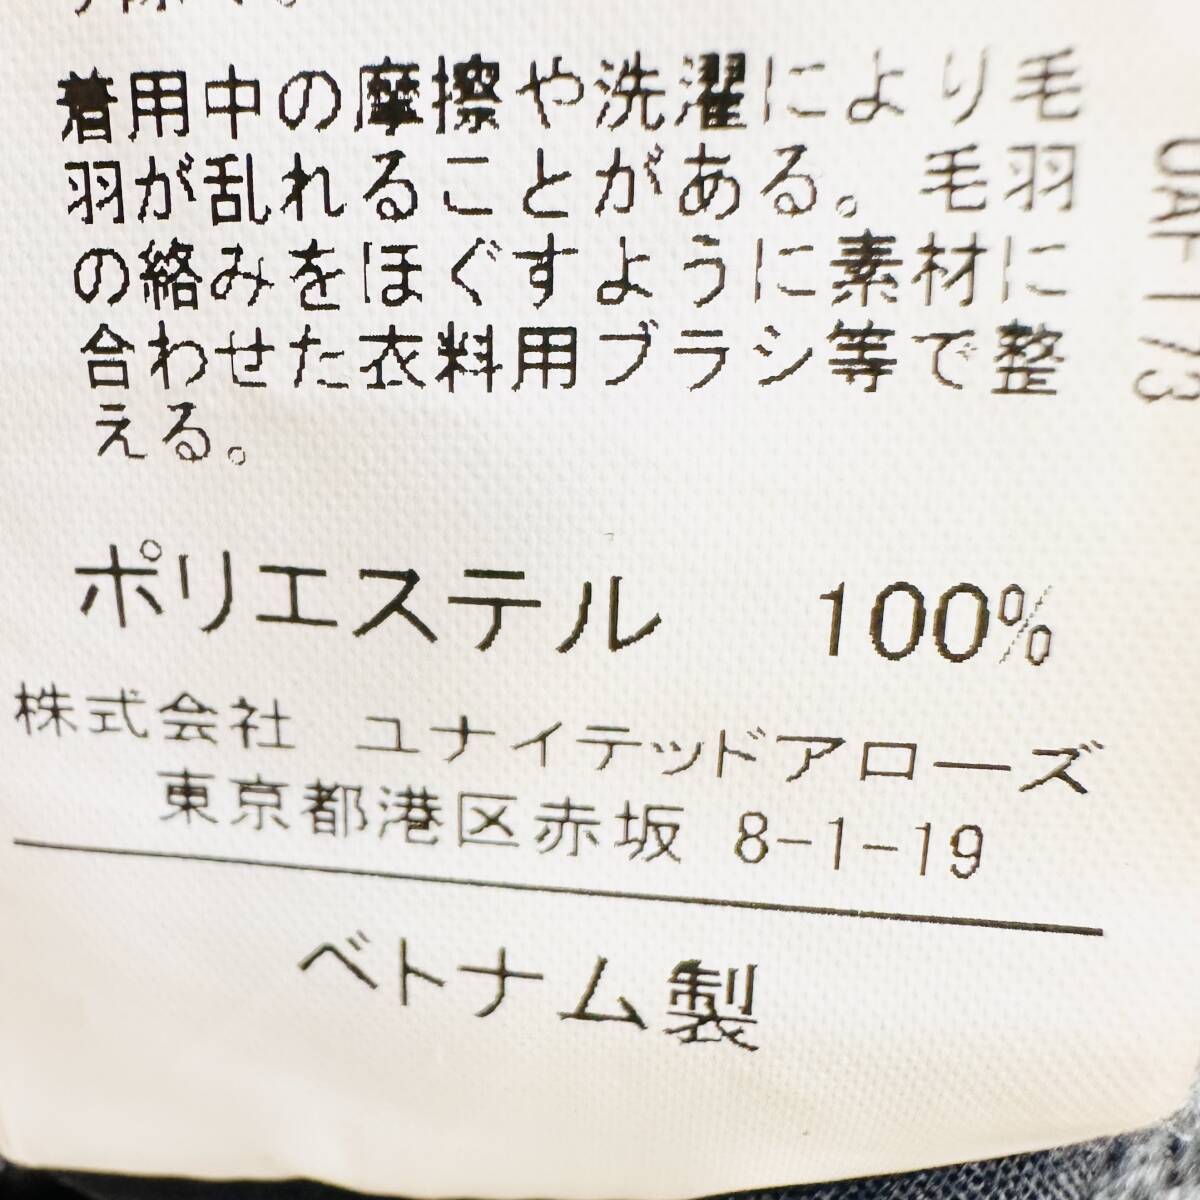 着用中の摩擦や洗濯により毛
羽が乱れることがある。毛羽
の絡みをほぐすように素材に
合わせた衣料用ブラシ等で整
える。
ポリエステル 100%
株式会社 ユナイテッドアローズ
東京都港区赤坂 8-1-19
ベトナム製